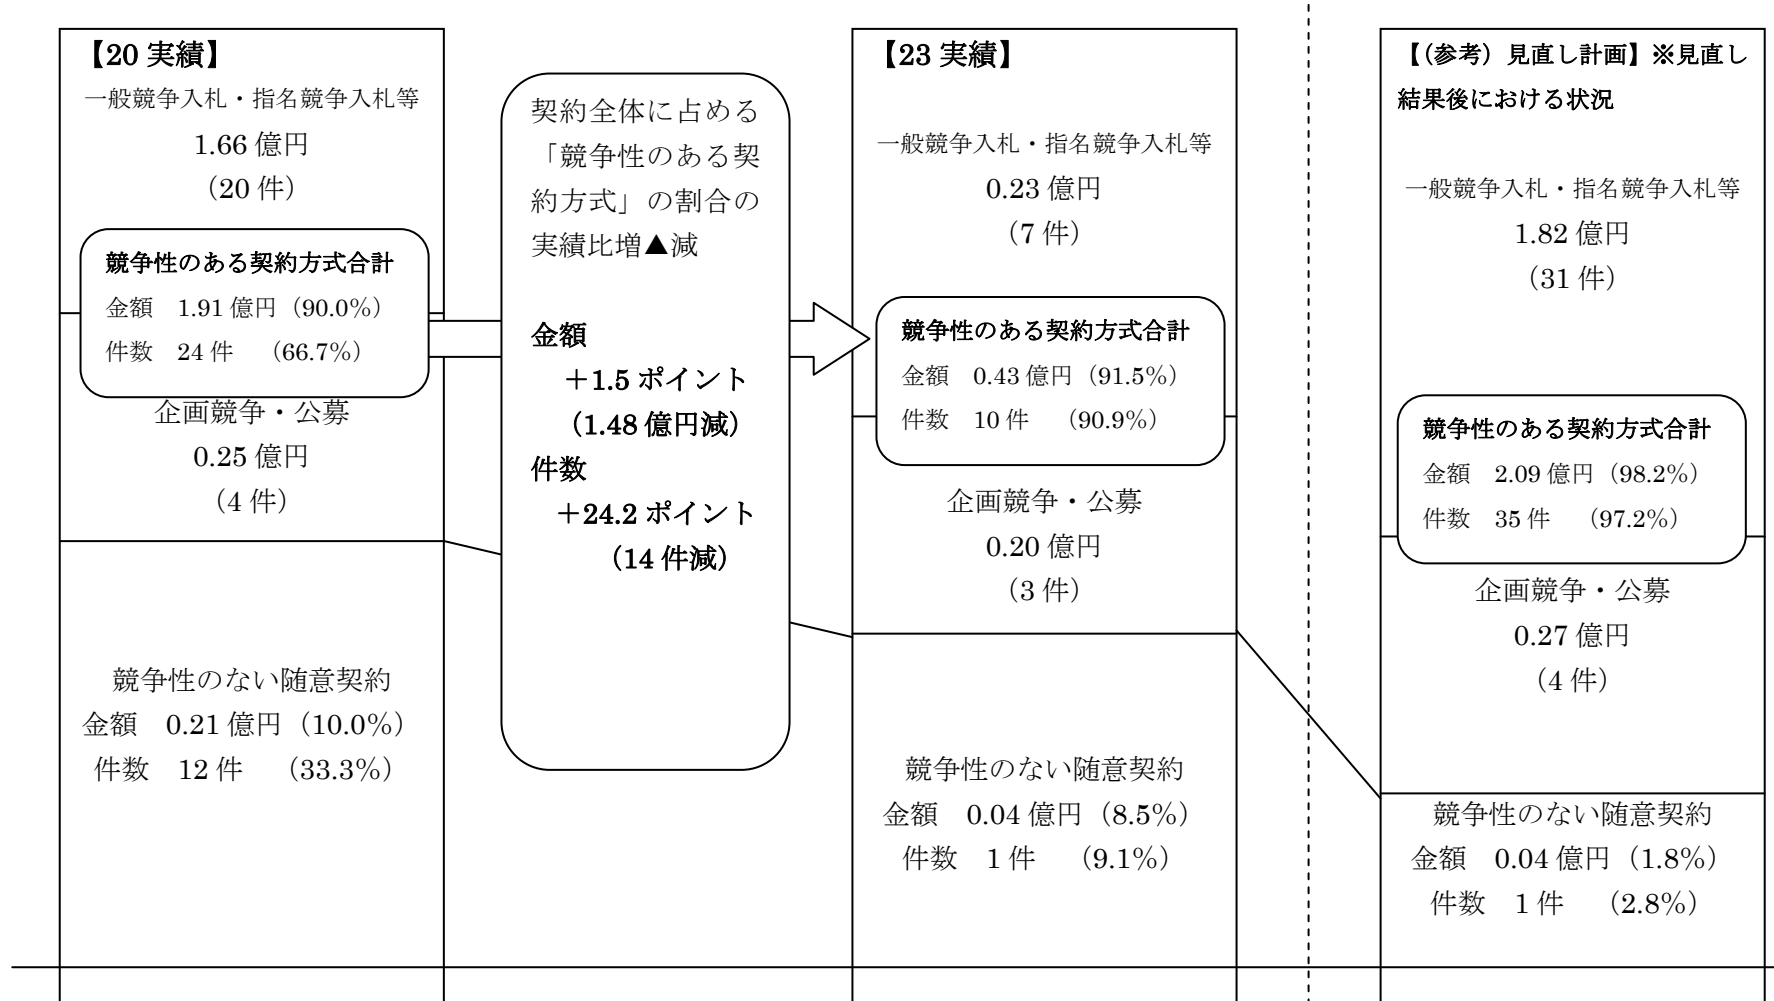 【20 実績】
一般競争入札・指名競争入札等
1.66 億円
（20 件）
競争性のある契約方式合計
金額　1.91 億円（90.0%）
件数　24 件　（66.7%）
企画競争・公募
0.25 億円
（4 件）
競争性のない随意契約
金額　0.21 億円（10.0%）
件数　12 件　（33.3%）
契約全体に占める
「競争性のある契
約方式」の割合の
実績比増▲減
金額
＋1.5 ポイント
（1.48 億円減）
件数
＋24.2 ポイント
（14 件減）
【23 実績】
一般競争入札・指名競争入札等
0.23 億円
（7 件）
競争性のある契約方式合計
金額　0.43 億円（91.5%）
件数　10 件　（90.9%）
企画競争・公募
0.20 億円
（3 件）
競争性のない随意契約
金額　0.04 億円（8.5%）
件数　1 件　（9.1%）
【（参考）見直し計画】※見直し
結果後における状況
一般競争入札・指名競争入札等
1.82 億円
（31 件）
競争性のある契約方式合計
金額　2.09 億円（98.2%）
件数　35 件　（97.2%）
企画競争・公募
0.27 億円
（4 件）
競争性のない随意契約
金額　0.04 億円（1.8%）
件数　1 件　（2.8%）